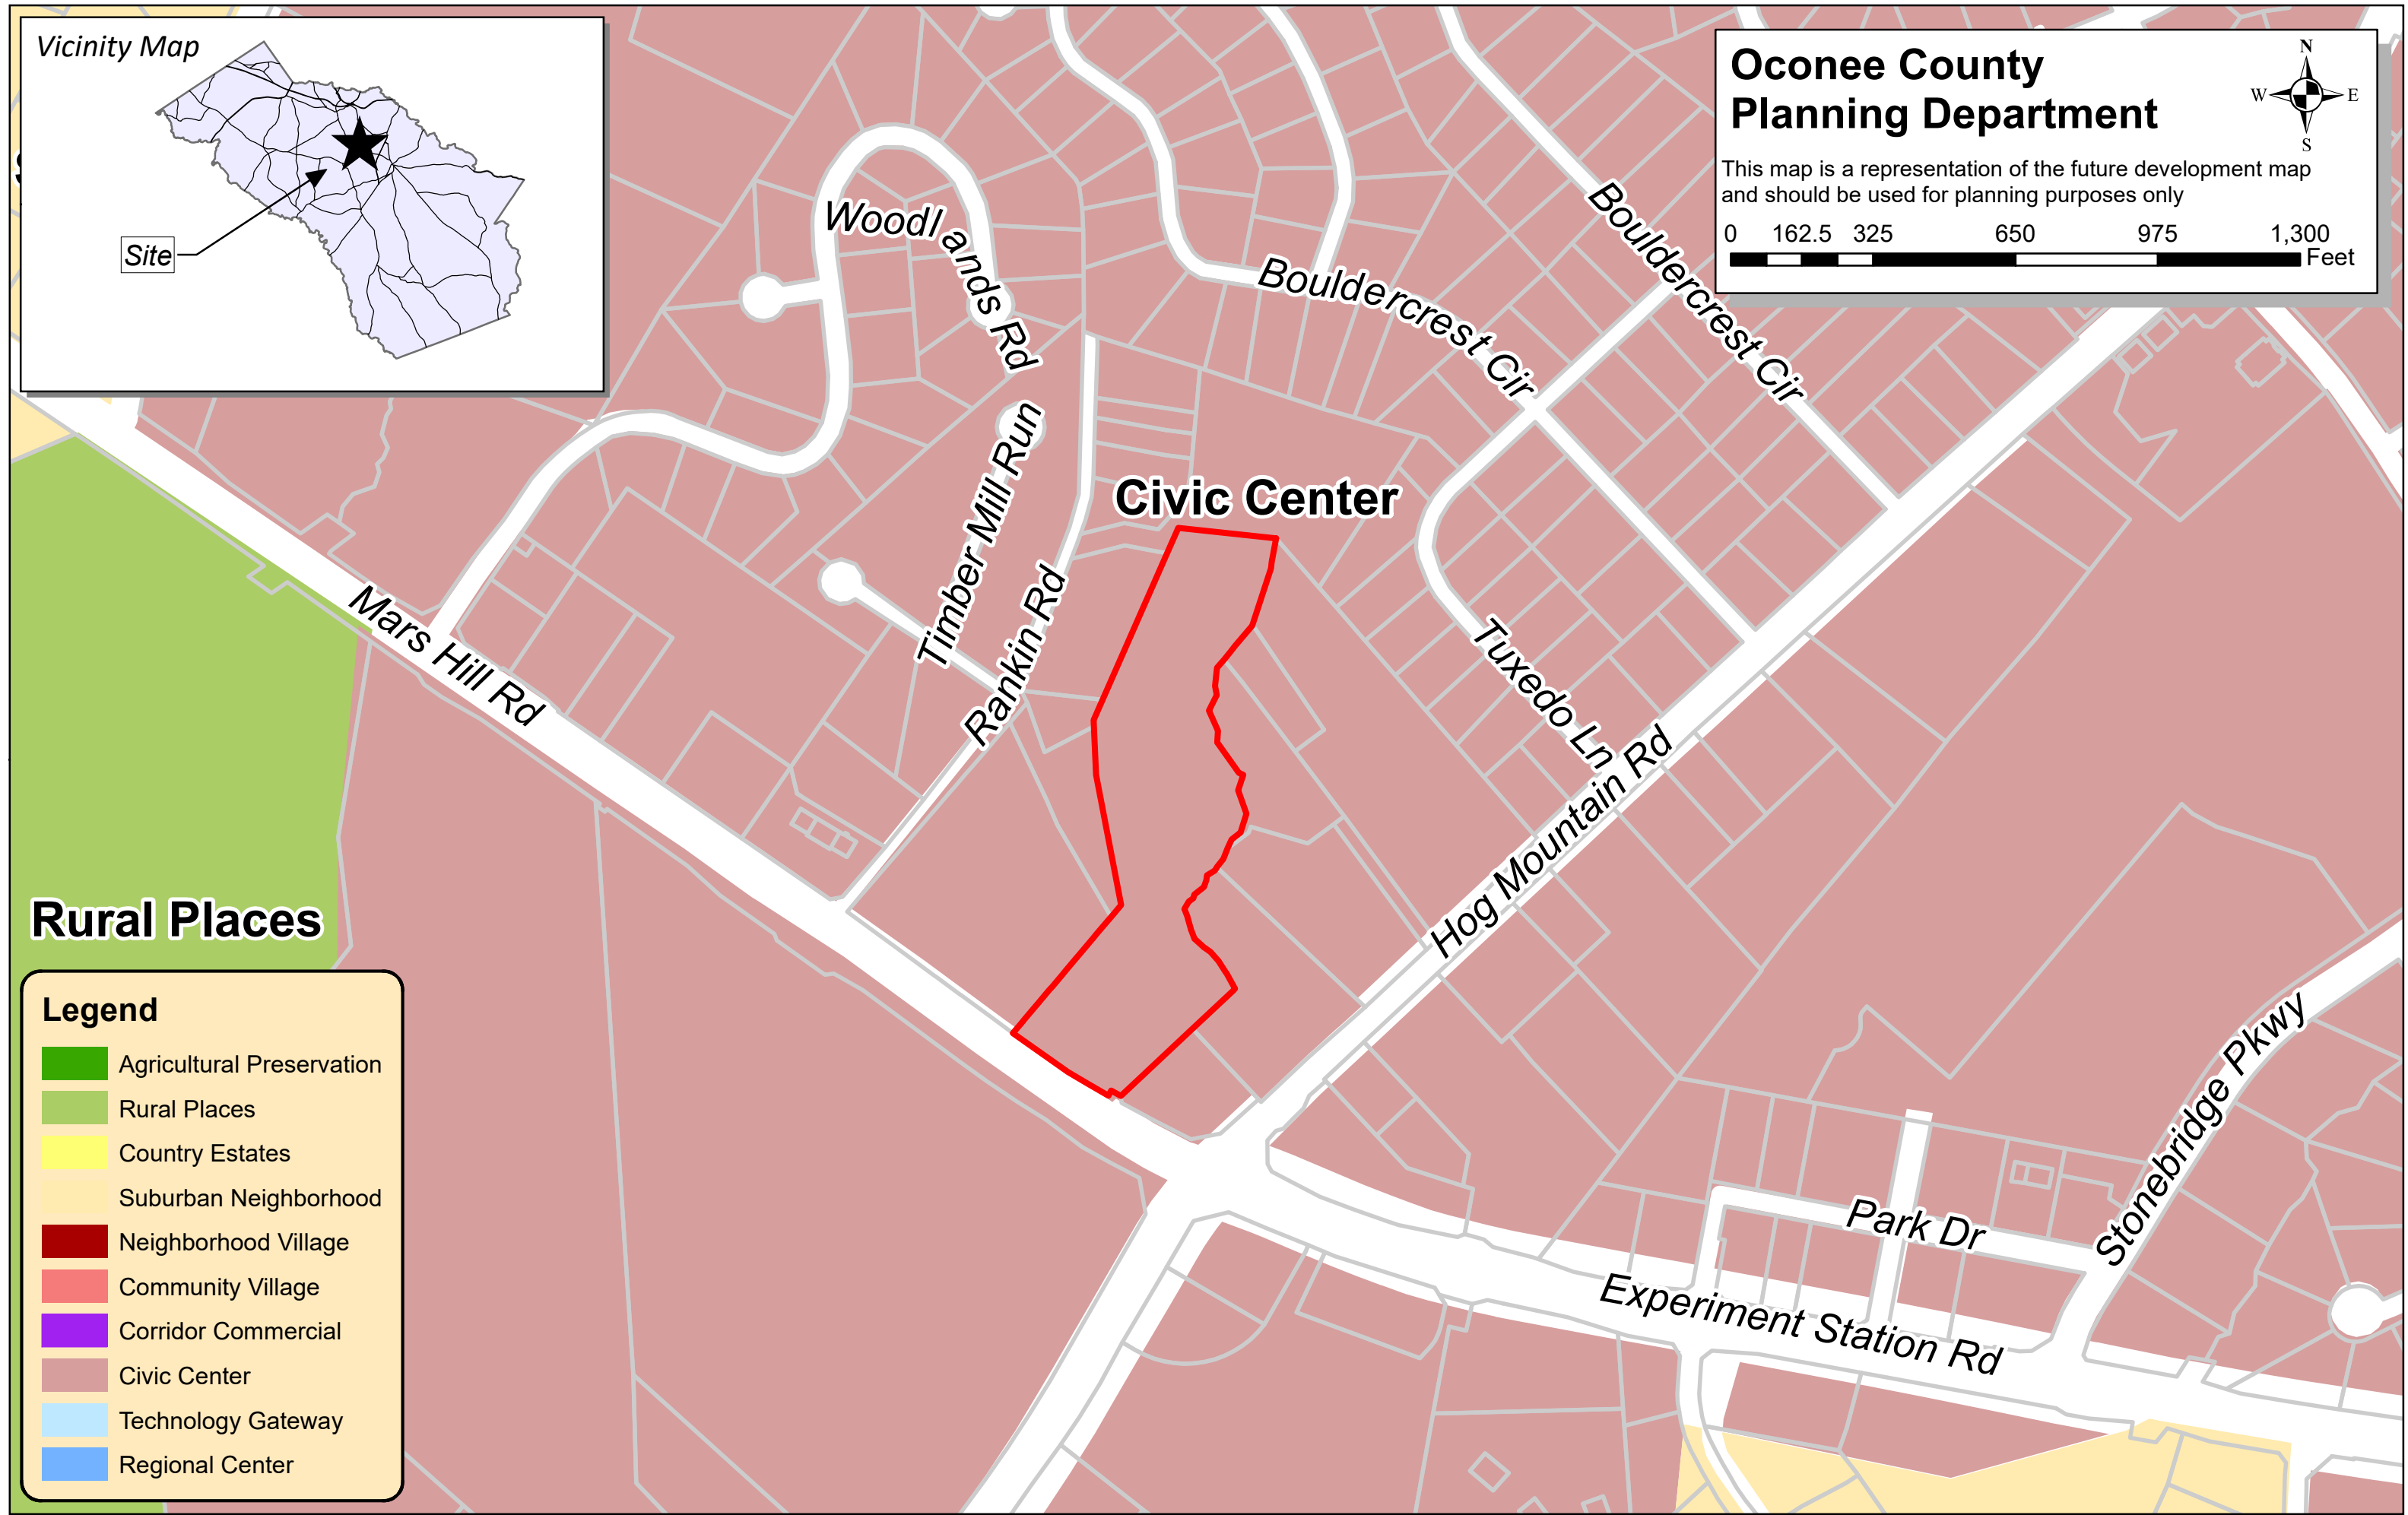 Vicinity Map
Site
Oconee County
Planning Department
N
W
E
S
This map is a representation of the future development map
and should be used for planning purposes only
0 162.5 325 650 975 1,300
Feet
Woodlands Rd
Bouldercrest Cir
Bouldercrest Cir
Timber Mill Run
Rankin Rd
Civic Center
Mars Hill Rd
Tuxedo Ln
Hog Mountain Rd
Rural Places
Stonebridge Pkwy
Park Dr
Experiment Station Rd
Legend
Agricultural Preservation
Rural Places
Country Estates
Suburban Neighborhood
Neighborhood Village
Community Village
Corridor Commercial
Civic Center
Technology Gateway
Regional Center